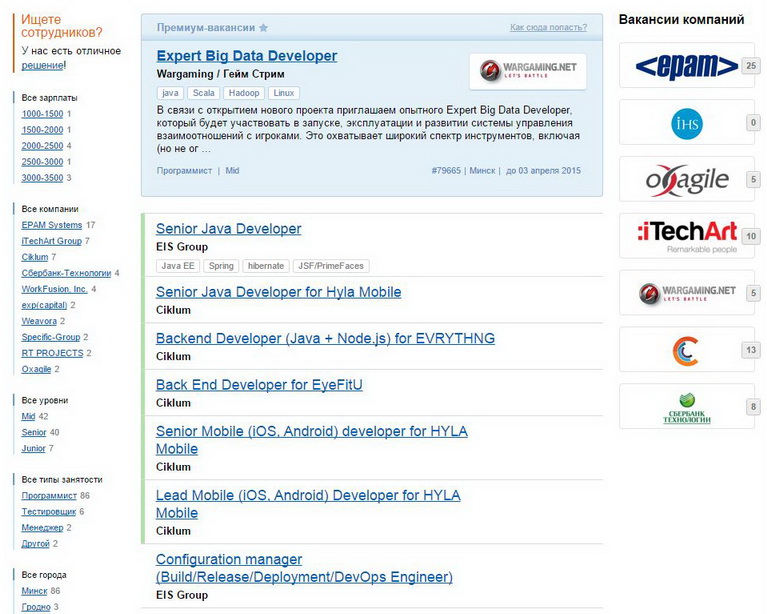 Ищете
сотрудников?
У нас есть отличное
решение!
Все зарплаты
1000-1500 1
1500-2000 1
2000-2500 4
2500-3000 1
3000-3500 3
Все компании
EPAM Systems 17
iTechArt Group 7
Ciklum 7
Сбербанк-Технологии 4
WorkFusion, Inc. 4
exp(capital) 2
Weavora 2
Specific-Group 2
RT PROJECTS 2
Oxagile 2
Все уровни
Mid 42
Senior 40
Junior 7
Все типы занятости
Программист 86
Тестировщик 6
Менеджер 2
Другой 2
Все города
Минск 86
Гродно 3
Премиум-вакансии
Как сюда попасть?
Expert Big Data Developer
Wargaming / Гейм Стрим
java Scala Hadoop Linux
WARGAMING.NET
LET'S BATTLE
В связи с открытием нового проекта приглашаем опытного Expert Big Data Developer,
который будет участвовать в запуске, эксплуатации и развитии системы управления
взаимоотношений с игроками. Это охватывает широкий спектр инструментов, включая
(но не ог ...
Программист | Mid
#79665 | Минск | до 03 апреля 2015
Senior Java Developer
EIS Group
Java EE Spring hibernate JSF/PrimeFaces
Senior Java Developer for Hyla Mobile
Ciklum
Backend Developer (Java + Node.js) for EVRYTHNG
Ciklum
Back End Developer for EyeFitU
Ciklum
Senior Mobile (iOS, Android) developer for HYLA
Mobile
Ciklum
Lead Mobile (iOS, Android) Developer for HYLA
Mobile
Ciklum
Configuration manager
(Build/Release/Deployment/DevOps Engineer)
EIS Group
Вакансии компаний
<epam> 25
iHS 0
oxagile 5
:iTechArt 10
Remarkable people
WARGAMING.NET 5
LET'S BATTLE
13
СБЕРБАНК 8
ТЕХНОЛОГИИ